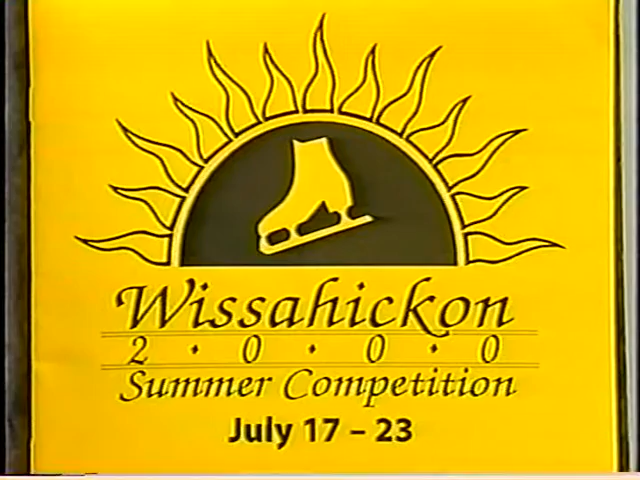 Wissahickon
2 · 0 · 0 · 0
Summer Competition
July 17 – 23